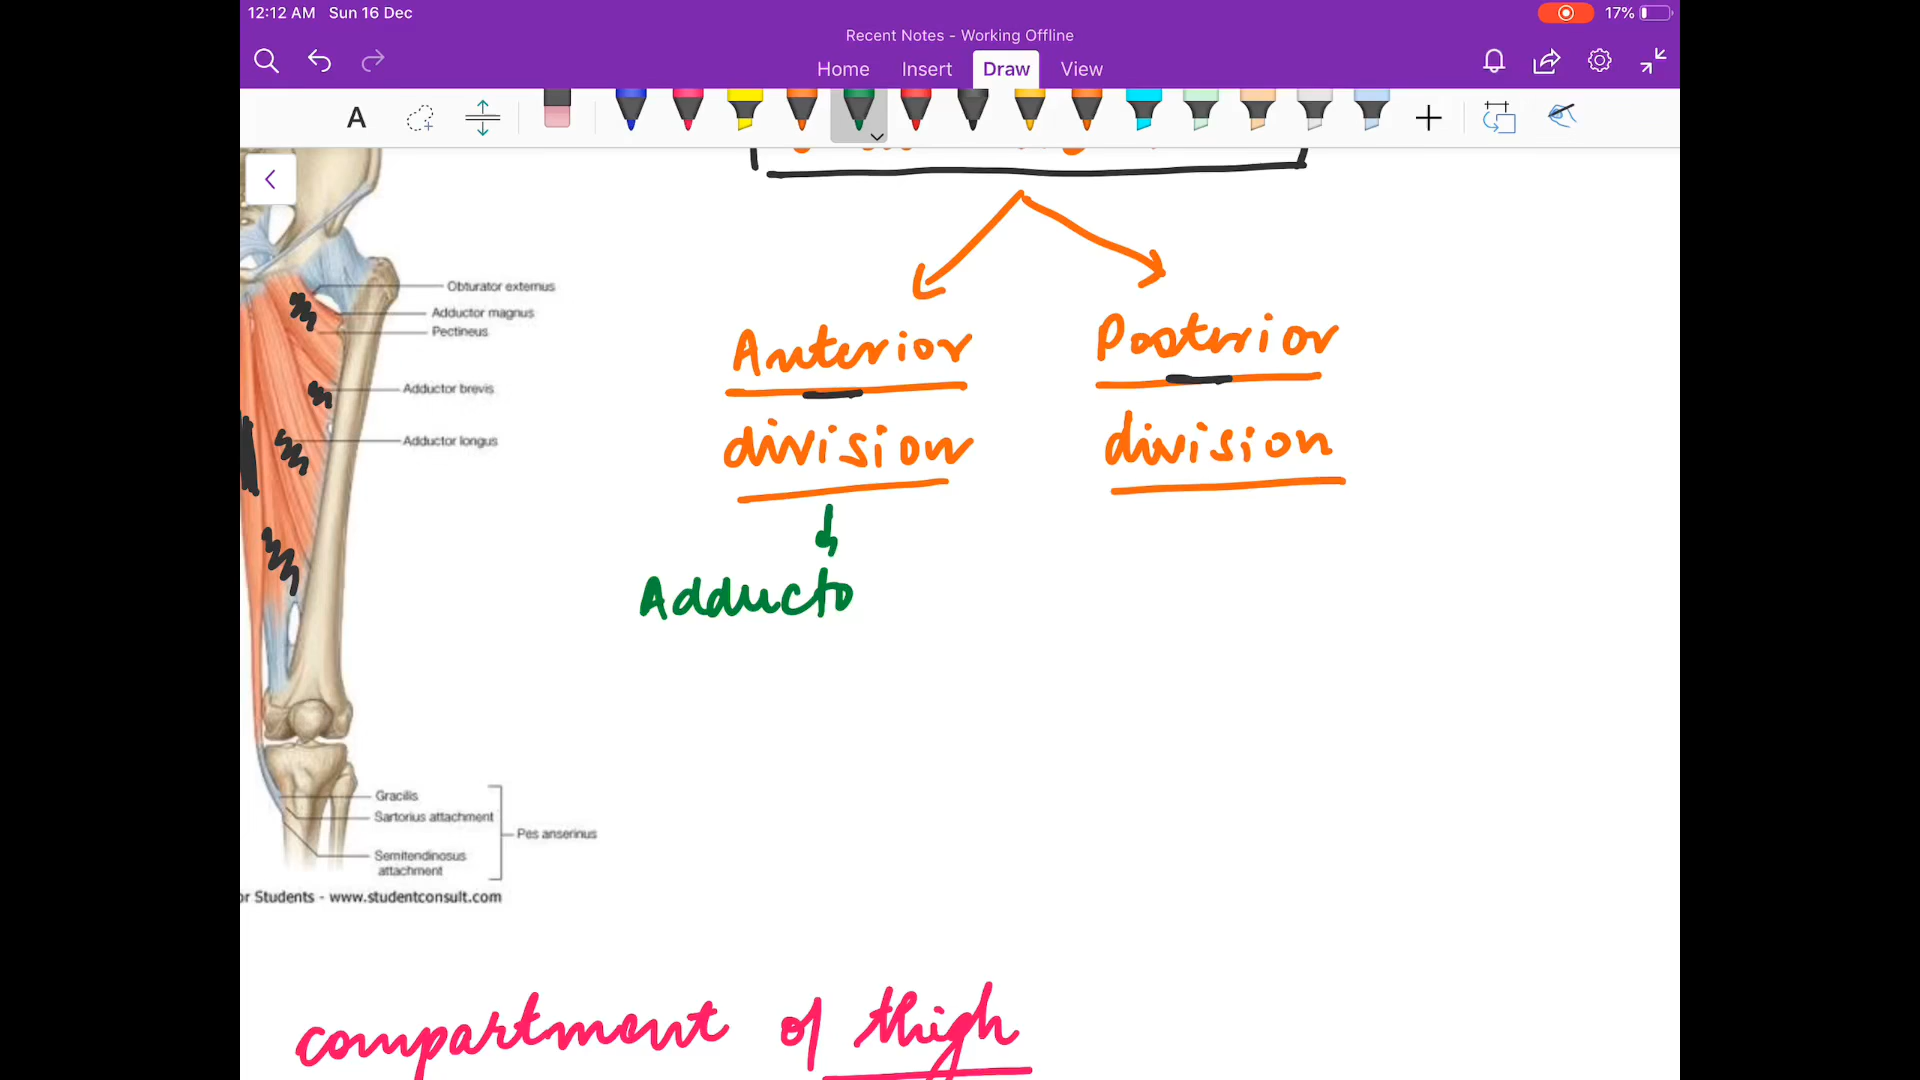 12:12 AM Sun 16 Dec
17%
Recent Notes - Working Offline
Home Insert Draw View
A
Obturator externus
Adductor magnus
Pectineus
Adductor brevis
Adductor longus
Anterior
division
Posterior
division
Adducto
Gracilis
Sartorius attachment
Pes anserinus
Semitendinosus
attachment
or Students - www.studentconsult.com
compartment of thigh